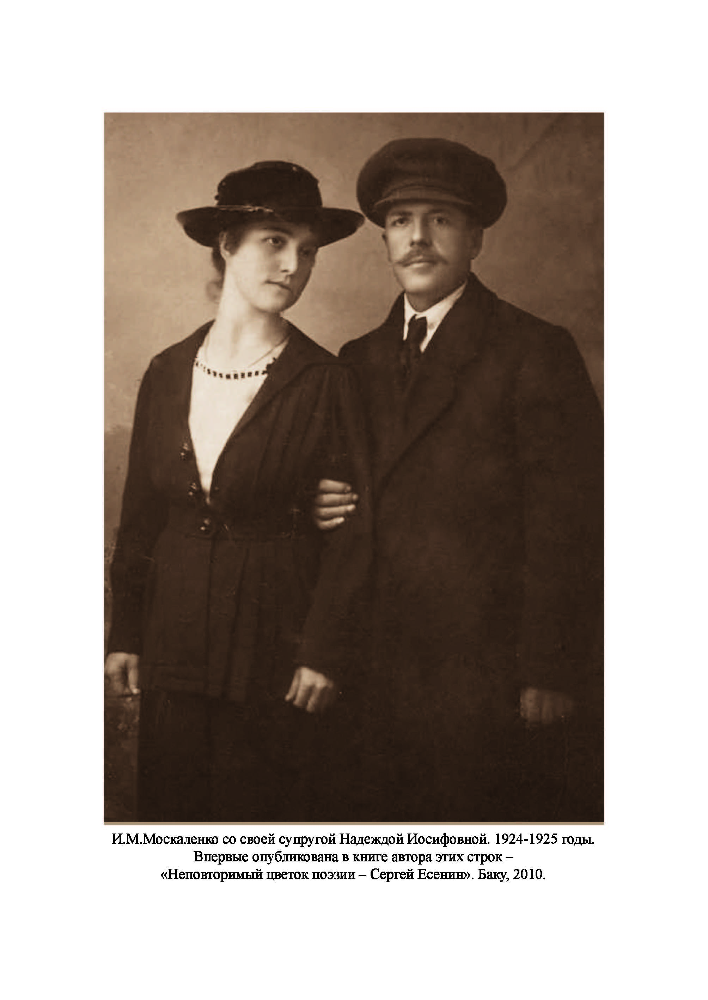 И.М.Москаленко со своей супругой Надеждой Иосифовной. 1924-1925 годы.
Впервые опубликована в книге автора этих строк –
«Неповторимый цветок поэзии – Сергей Есенин». Баку, 2010.